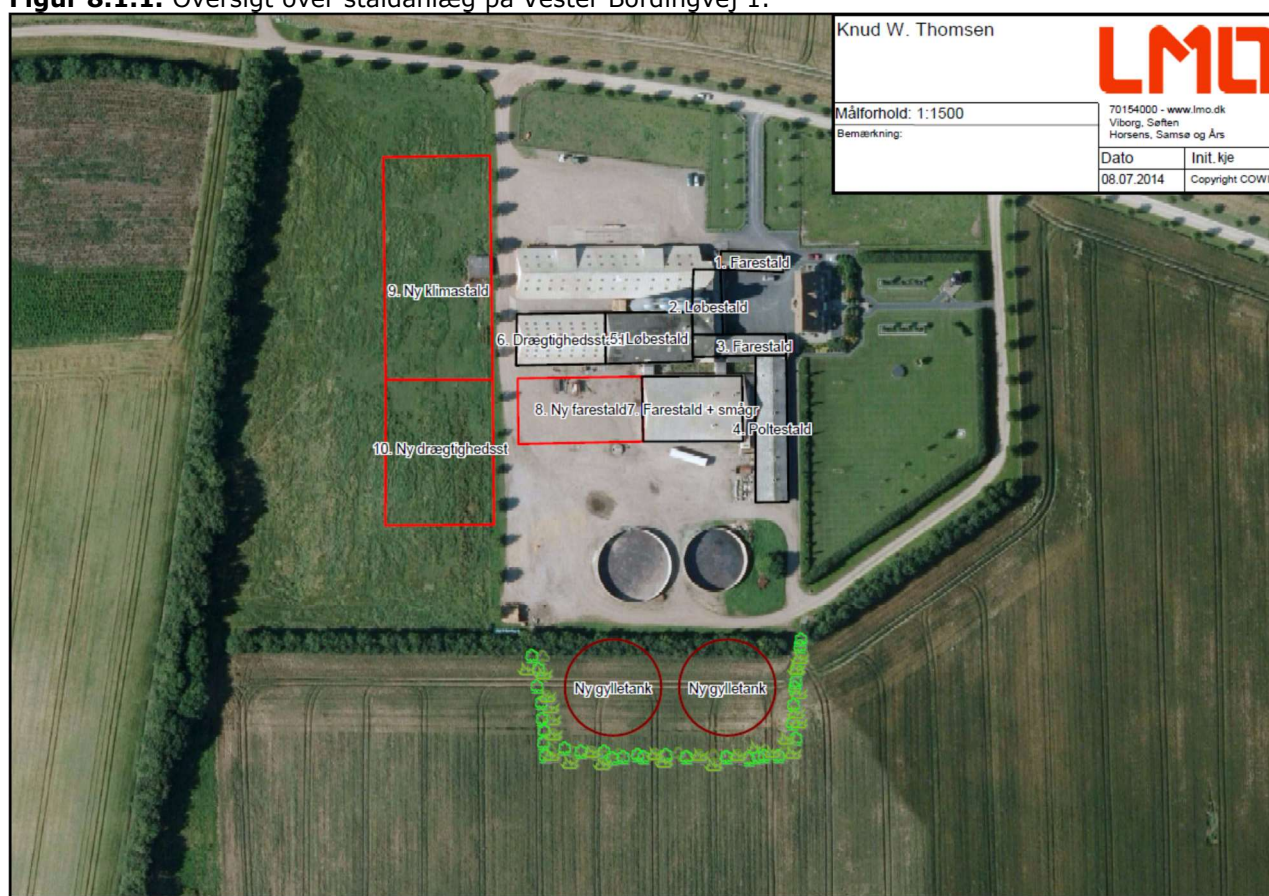 Figur 8.1.1. Oversigt over staldanlæg på Vester Bordingvej 1.
Knud W. Thomsen
LMO
Målforhold: 1:1500
Bemærkning:
70154000 - www.lmo.dk
Viborg, Søften
Horsens, Samsø og Års
Dato
Init. kje
08.07.2014
Copyright COWI
1. Farestald
9. Ny klimastald
2. Løbestald
6. Drægtighedsst
5. Løbestald
3. Farestald
8. Ny farestald
7. Farestald + smågr
4. Poltestald
10. Ny drægtighedsst
Ny gylletank
Ny gylletank